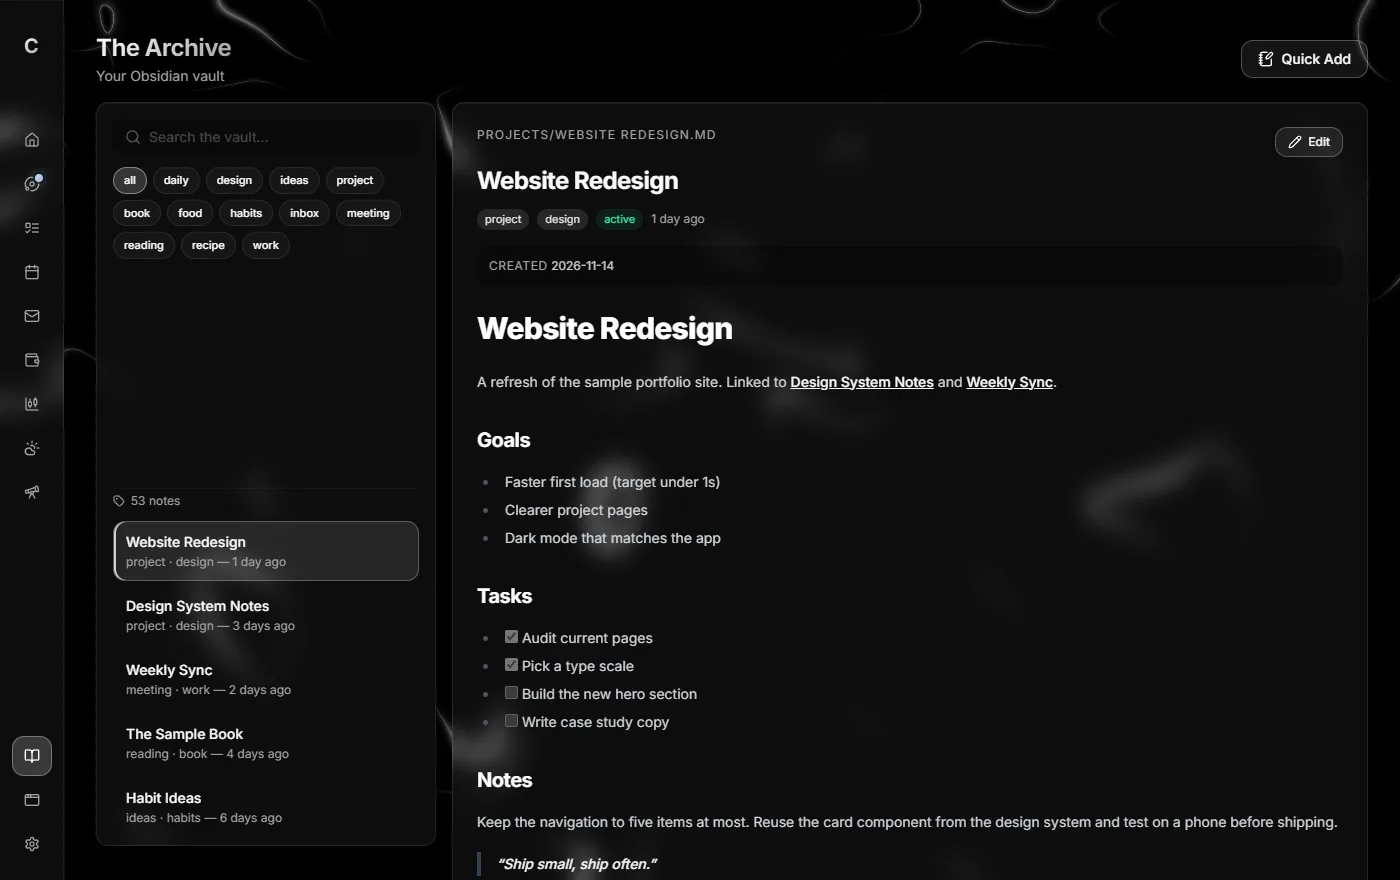 C
The Archive
Your Obsidian vault
Quick Add
Search the vault...
all daily design ideas project
book food habits inbox meeting
reading recipe work
53 notes
Website Redesign
project · design — 1 day ago
Design System Notes
project · design — 3 days ago
Weekly Sync
meeting · work — 2 days ago
The Sample Book
reading · book — 4 days ago
Habit Ideas
ideas · habits — 6 days ago
PROJECTS/WEBSITE REDESIGN.MD
Edit
Website Redesign
project design active 1 day ago
CREATED 2026-11-14
Website Redesign
A refresh of the sample portfolio site. Linked to Design System Notes and Weekly Sync.
Goals
Faster first load (target under 1s)
Clearer project pages
Dark mode that matches the app
Tasks
Audit current pages
Pick a type scale
Build the new hero section
Write case study copy
Notes
Keep the navigation to five items at most. Reuse the card component from the design system and test on a phone before shipping.
“Ship small, ship often.”